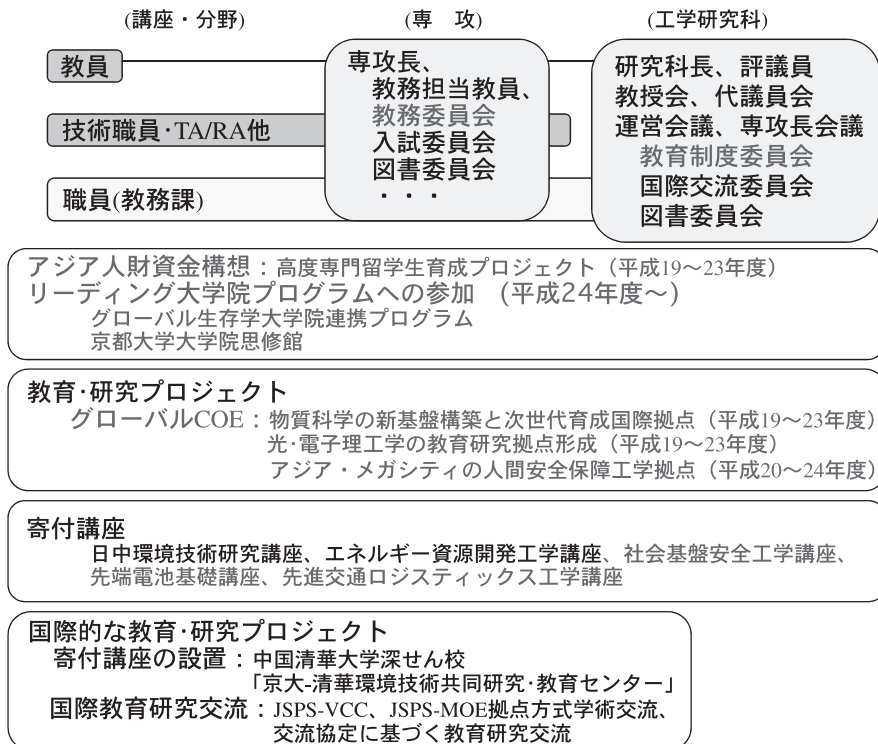 (講座・分野)
(専　攻)
(工学研究科)
教員
技術職員・TA/RA他
職員(教務課)
専攻長、
教務担当教員、
教務委員会
入試委員会
図書委員会
・・・
研究科長、評議員
教授会、代議員会
運営会議、専攻長会議
教育制度委員会
国際交流委員会
図書委員会
アジア人財資金構想：高度専門留学生育成プロジェクト（平成19〜23年度）
リーディング大学院プログラムへの参加　(平成24年度〜)
グローバル生存学大学院連携プログラム
京都大学大学院思修館
教育・研究プロジェクト
グローバルCOE：物質科学の新基盤構築と次世代育成国際拠点（平成19〜23年度）
光・電子理工学の教育研究拠点形成（平成19〜23年度）
アジア・メガシティの人間安全保障工学拠点（平成20〜24年度）
寄付講座
日中環境技術研究講座、エネルギー資源開発工学講座、社会基盤安全工学講座、
先端電池基礎講座、先進交通ロジスティックス工学講座
国際的な教育・研究プロジェクト
寄付講座の設置：中国清華大学深せん校
「京大-清華環境技術共同研究・教育センター」
国際教育研究交流：JSPS-VCC、JSPS-MOE拠点方式学術交流、
交流協定に基づく教育研究交流